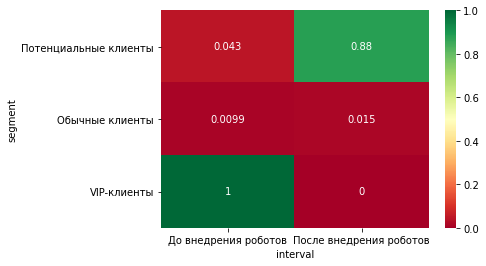 Потенциальные клиенты
Обычные клиенты
VIP-клиенты
segment
0.043 0.88
0.0099 0.015
1 0
До внедрения роботов После внедрения роботов
interval
1.0
0.8
0.6
0.4
0.2
0.0